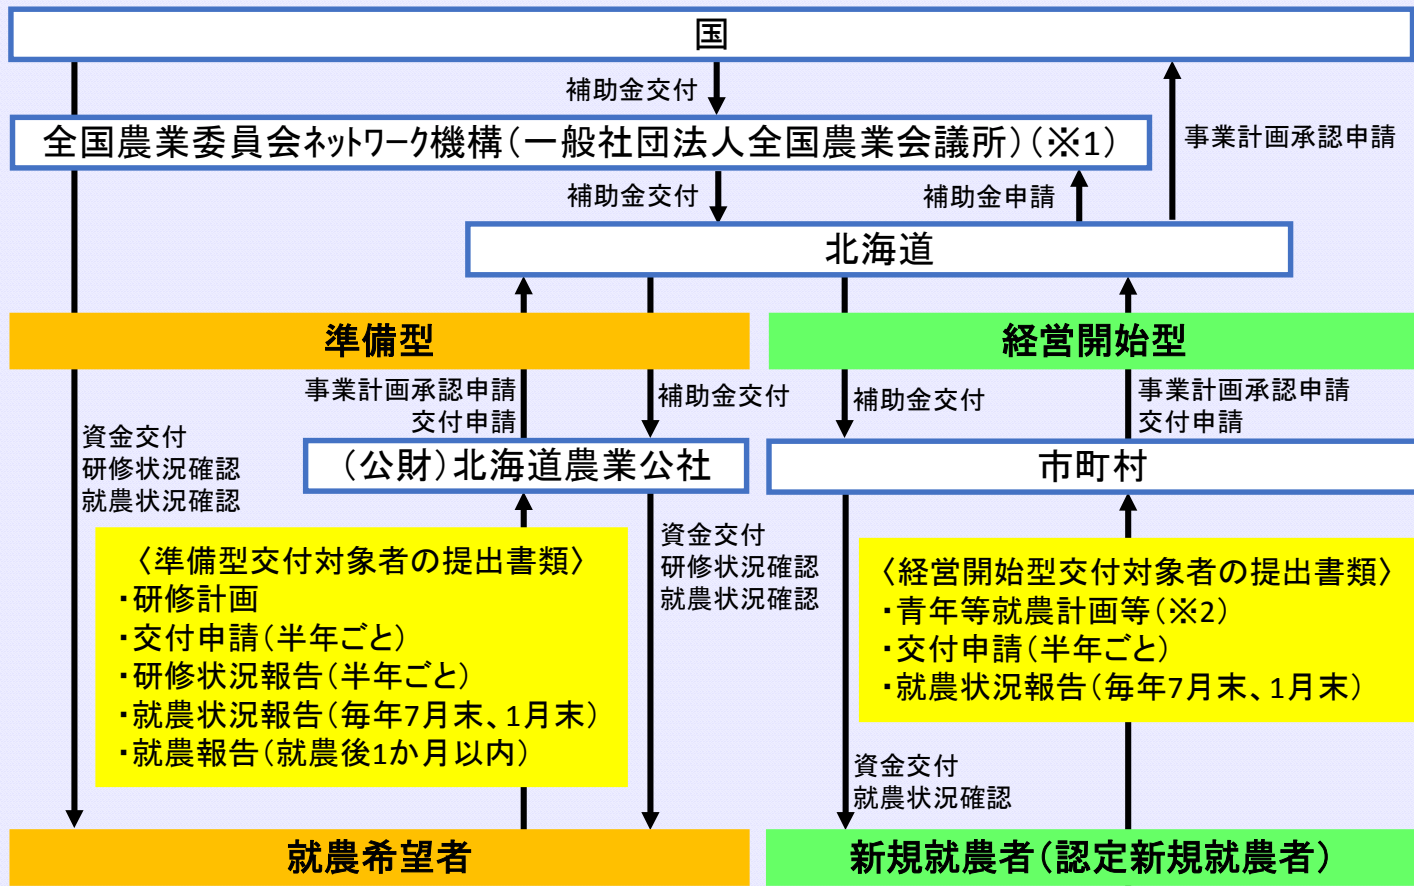 国
補助金交付
事業計画承認申請
全国農業委員会ネットワーク機構(一般社団法人全国農業会議所)(※1)
補助金交付
補助金申請
北海道
準備型
経営開始型
事業計画承認申請
交付申請
補助金交付
補助金交付
事業計画承認申請
交付申請
資金交付
研修状況確認
就農状況確認
(公財)北海道農業公社
市町村
〈準備型交付対象者の提出書類〉
・研修計画
・交付申請(半年ごと)
・研修状況報告(半年ごと)
・就農状況報告(毎年7月末、1月末)
・就農報告(就農後1か月以内)
資金交付
研修状況確認
就農状況確認
〈経営開始型交付対象者の提出書類〉
・青年等就農計画等(※2)
・交付申請(半年ごと)
・就農状況報告(毎年7月末、1月末)
資金交付
就農状況確認
就農希望者
新規就農者(認定新規就農者)